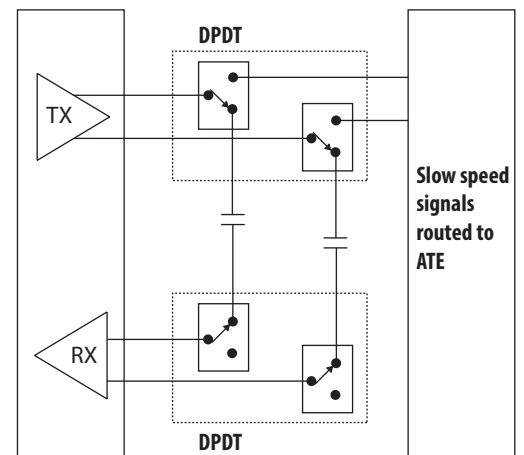 DPDT
TX
Slow speed
signals
routed to
ATE
RX
DPDT